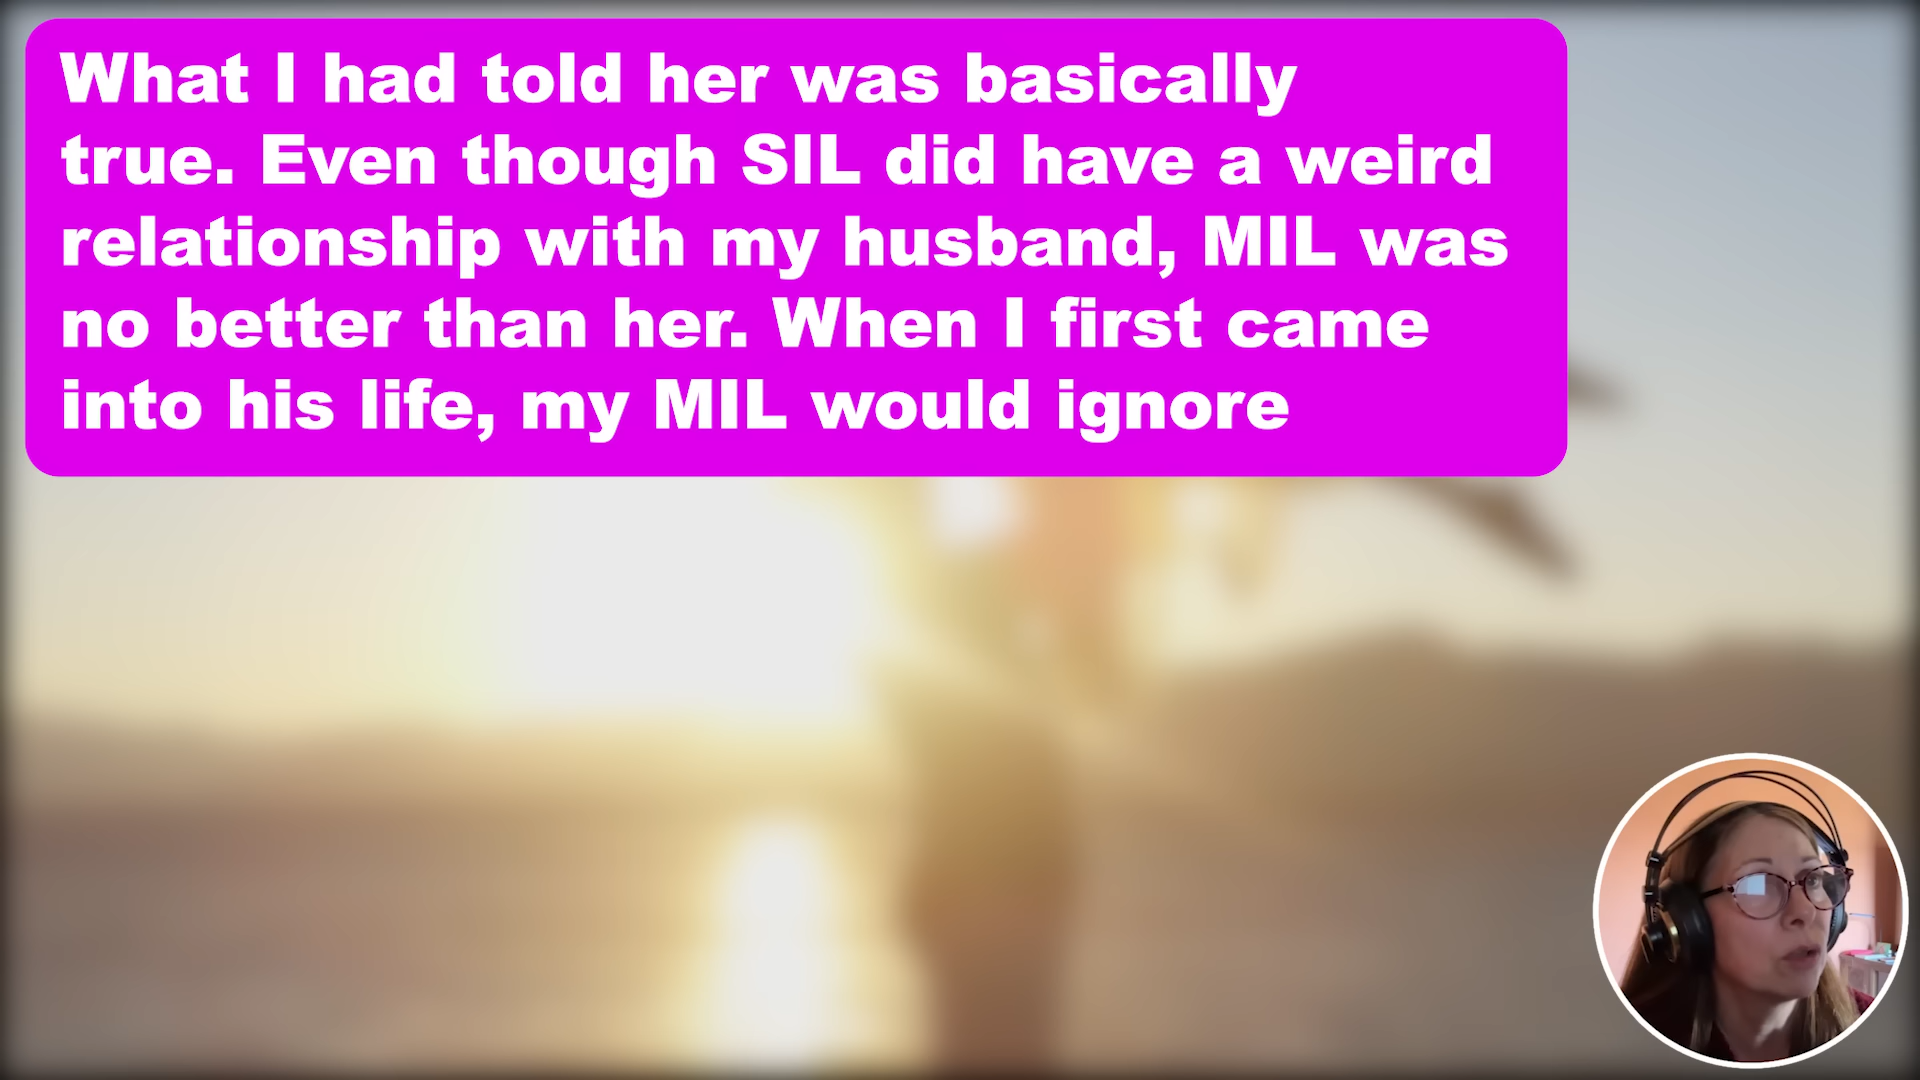 What I had told her was basically
true. Even though SIL did have a weird
relationship with my husband, MIL was
no better than her. When I first came
into his life, my MIL would ignore